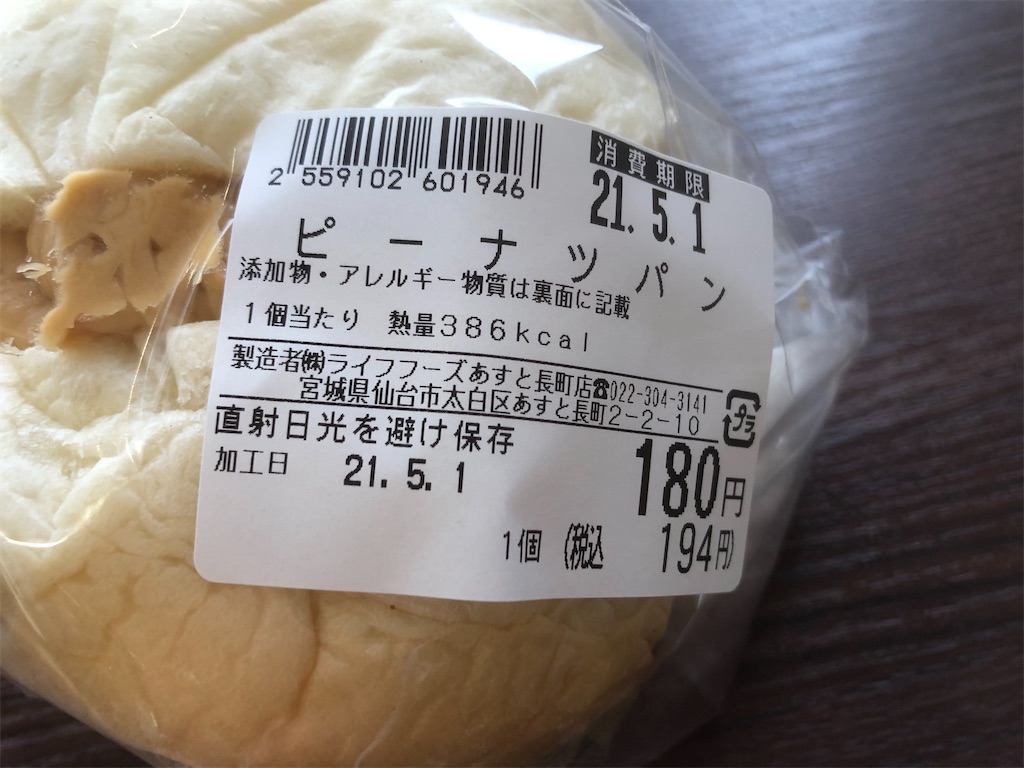 2 559102 601946
消費期限
21.5.1
ピーナツパン
添加物・アレルギー物質は裏面に記載
1個当たり 熱量386kcal
製造者㈱ライフフーズあすと長町店☎022-304-3141
宮城県仙台市太白区あすと長町2-2-10
プラ
直射日光を避け保存
加工日 21.5.1
180円
1個 (税込 194円)